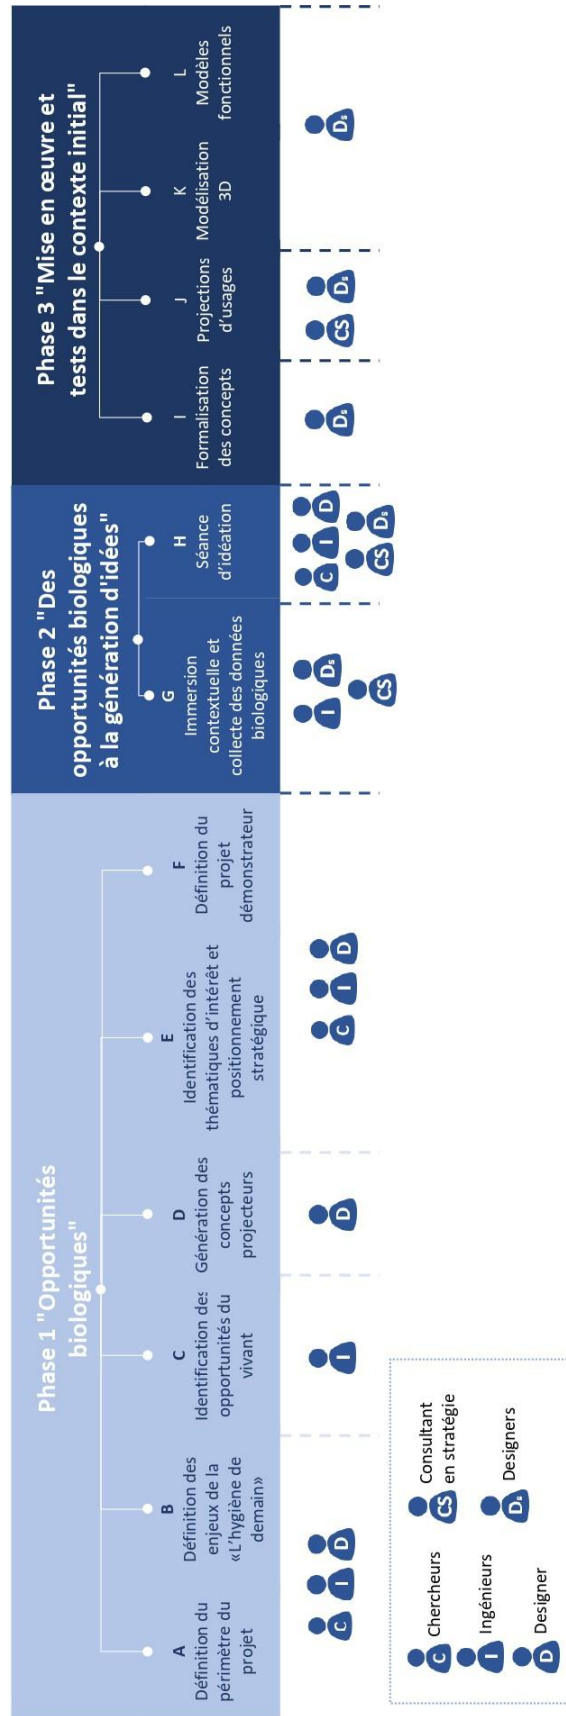 Phase 1 "Opportunités
biologiques"
A
Définition du
périmètre du
projet
B
Définition des
enjeux de la
«L'hygiène de
demain»
C
Identification des
opportunités du
vivant
D
Génération des
concepts
projecteurs
E
Identification des
thématiques d'intérêt et
positionnement
stratégique
F
Définition du
projet
démonstrateur
C
I
D
I
D
C
I
D
Phase 2 "Des
opportunités biologiques
à la génération d'idées"
G
Immersion
contextuelle et
collecte des données
biologiques
H
Séance
d'idéation
I
Ds
CS
C
I
D
CS
Ds
Phase 3 "Mise en œuvre et
tests dans le contexte initial"
I
Formalisation
des concepts
J
Projections
d'usages
K
Modélisation
3D
L
Modèles
fonctionnels
Ds
CS
Ds
Ds
C Chercheurs
I Ingénieurs
D Designer
CS Consultant
en stratégie
Ds Designers